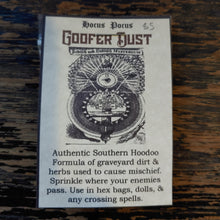 Hocus Pocus $5
GOOFER DUST
Authentic Southern Hoodoo
Formula of graveyard dirt &
herbs used to cause mischief.
Sprinkle where your enemies
pass. Use in hex bags, dolls, &
any crossing spells.